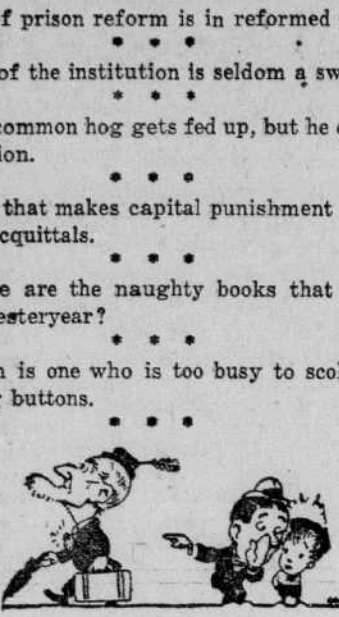 f prison reform is in reformed
* * *
of the institution is seldom a sw
* * *
common hog gets fed up, but he
ion.
* * *
that makes capital punishment
cquittals.
* * *
e are the naughty books that
esteryear?
* * *
n is one who is too busy to scol
buttons.
* * *